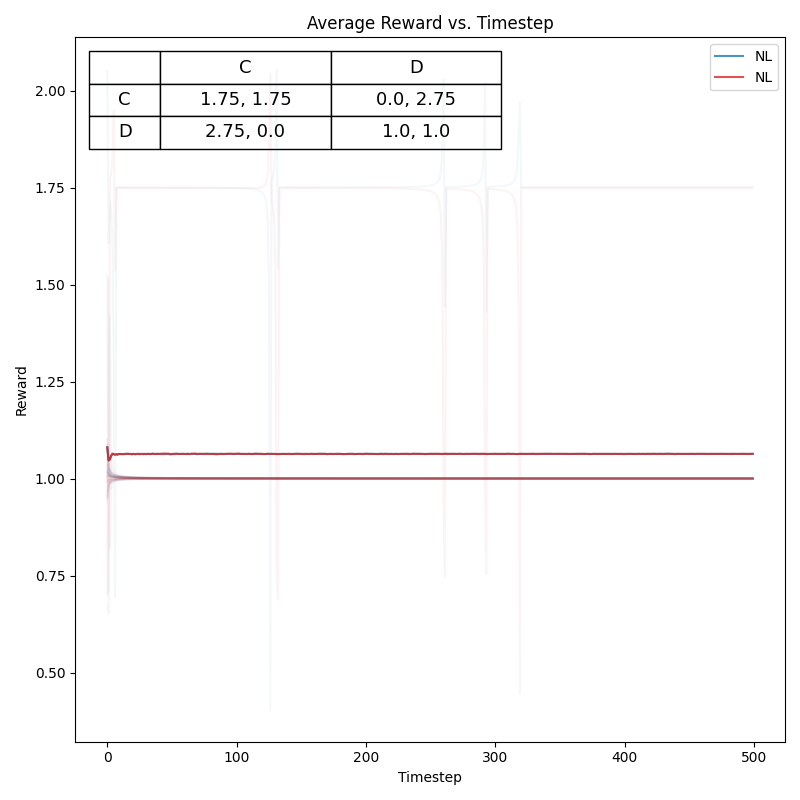 Average Reward vs. Timestep
C D
C 1.75, 1.75 0.0, 2.75
D 2.75, 0.0 1.0, 1.0
NL
NL
2.00
1.75
1.50
1.25
1.00
0.75
0.50
Reward
0 100 200 300 400 500
Timestep